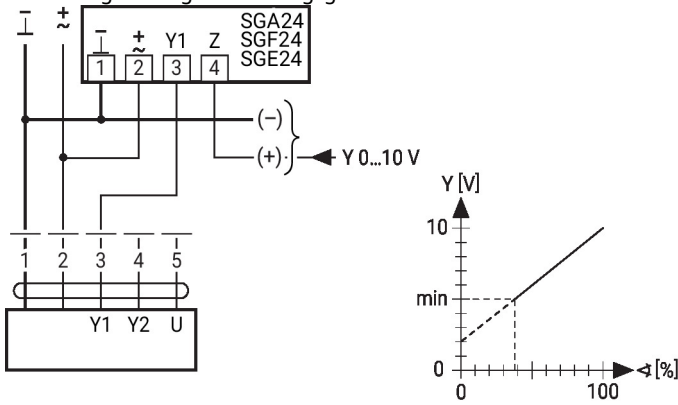 ⊥ ~
SGA24
SGF24
SGE24
⊥ ~ Y1 Z
1 2 3 4
(–)
(+) Y 0...10 V
1 2 3 4 5
Y1 Y2 U
Y [V]
10
min
0
0 100 ∢ [%]